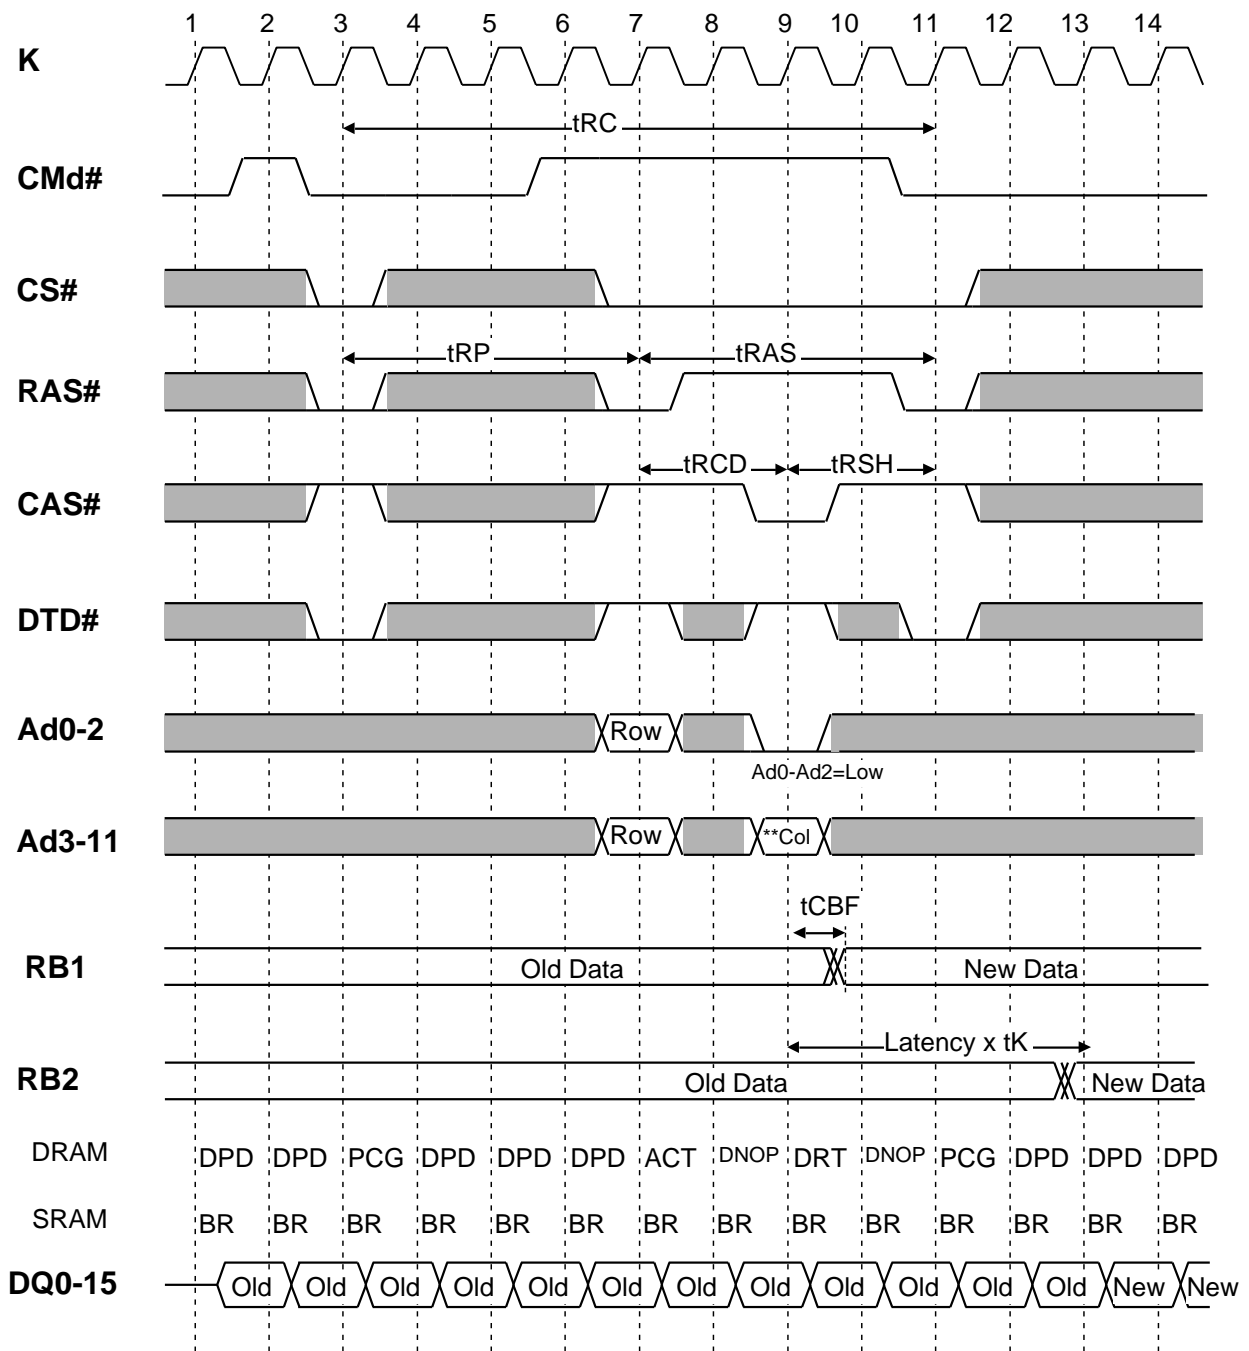 1 2 3 4 5 6 7 8 9 10 11 12 13 14
K
tRC
CMd#
CS#
tRP tRAS
RAS#
tRCD tRSH
CAS#
DTD#
Ad0-2 Row
Ad0-Ad2=Low
Ad3-11 Row **Col
tCBF
RB1 Old Data New Data
Latency x tK
RB2 Old Data New Data
DRAM DPD DPD PCG DPD DPD DPD ACT DNOP DRT DNOP PCG DPD DPD DPD
SRAM BR BR BR BR BR BR BR BR BR BR BR BR BR BR
DQ0-15 Old Old Old Old Old Old Old Old Old Old Old Old New New